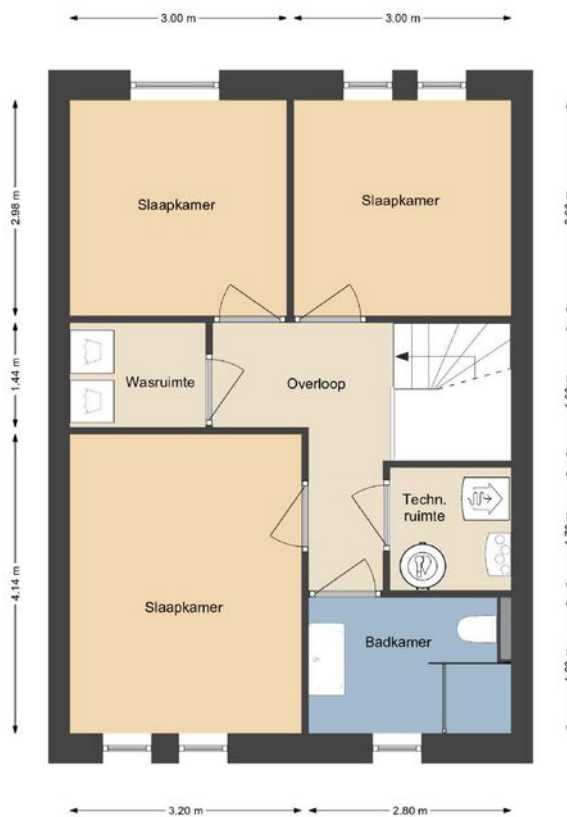 3.00 m
3.00 m
2.98 m
Slaapkamer
Slaapkamer
1.44 m
Wasruimte
Overloop
Techn.
ruimte
4.14 m
Slaapkamer
Badkamer
3.20 m
2.80 m